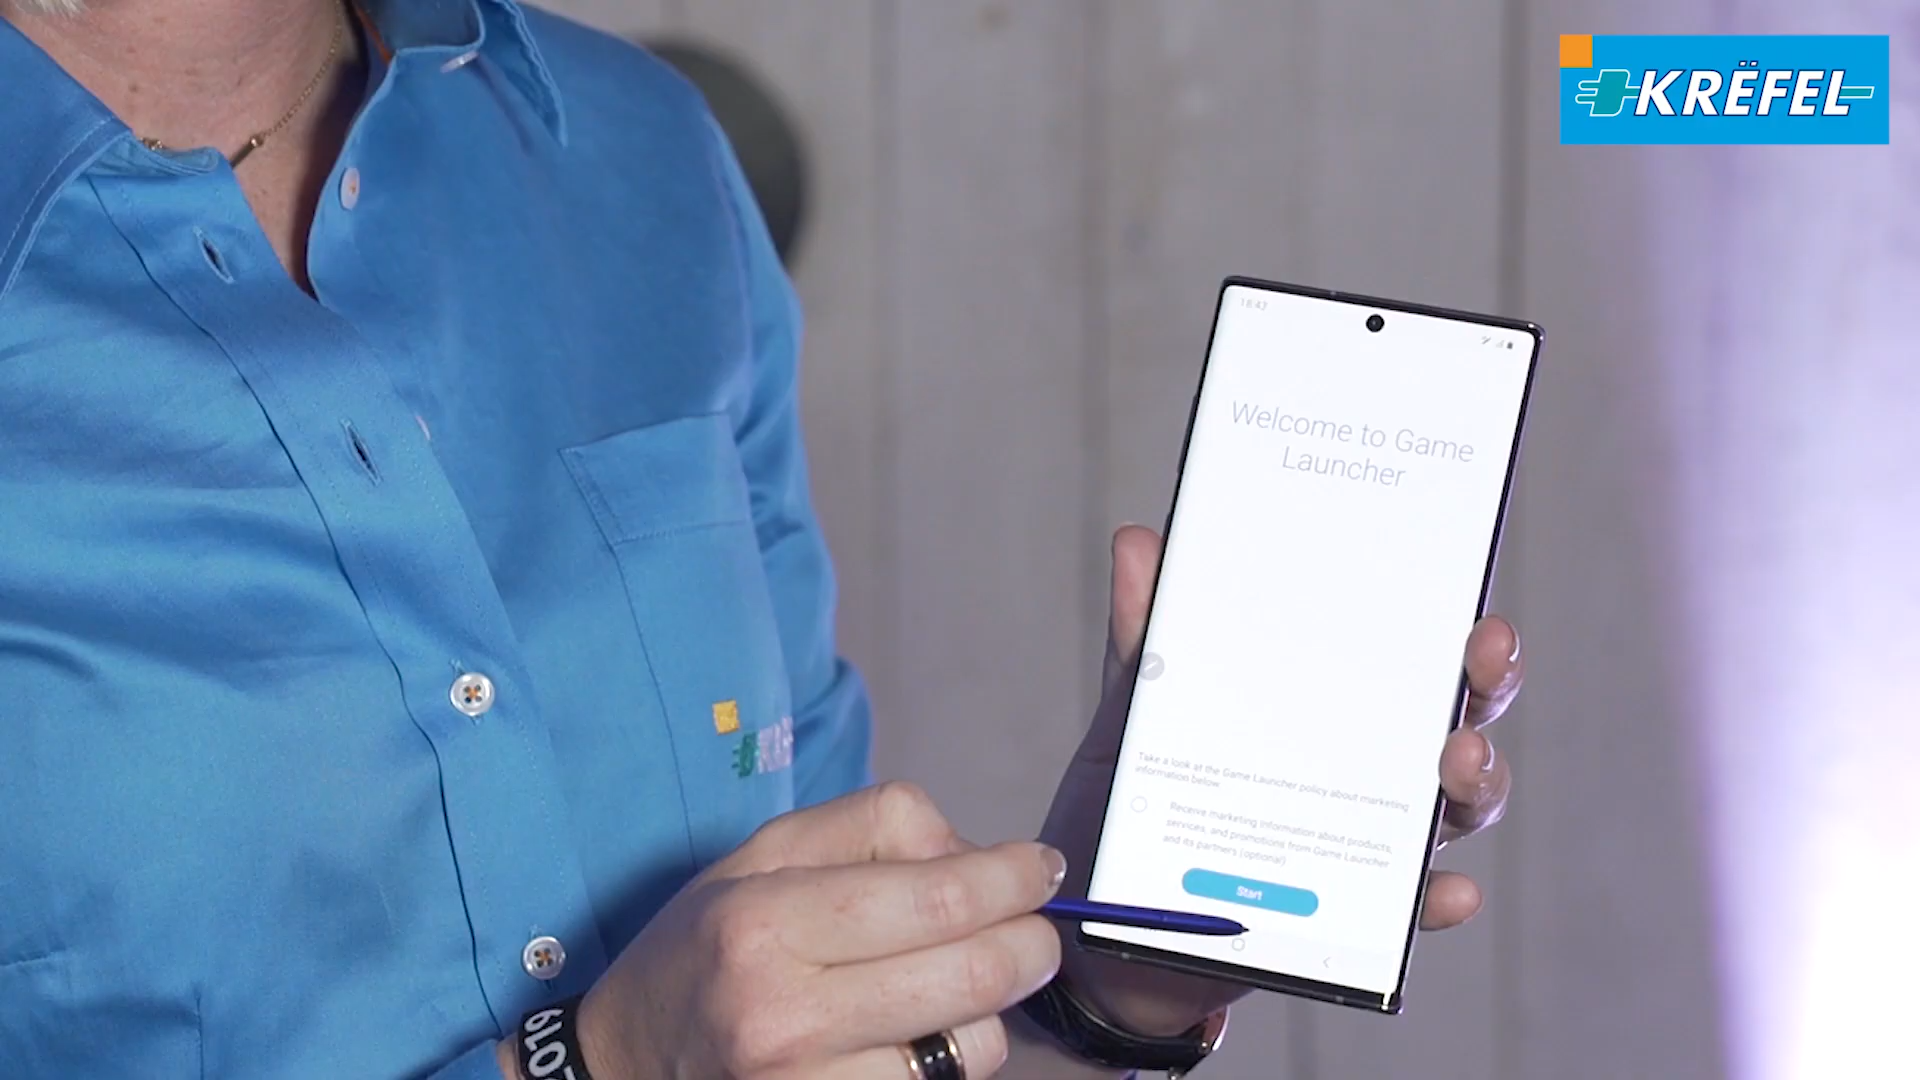 KRËFEL
18:47
Welcome to Game
Launcher
Take a look at the Game Launcher policy about marketing
information below.
Receive marketing information about products,
services, and promotions from Game Launcher
and its partners (optional)
Start